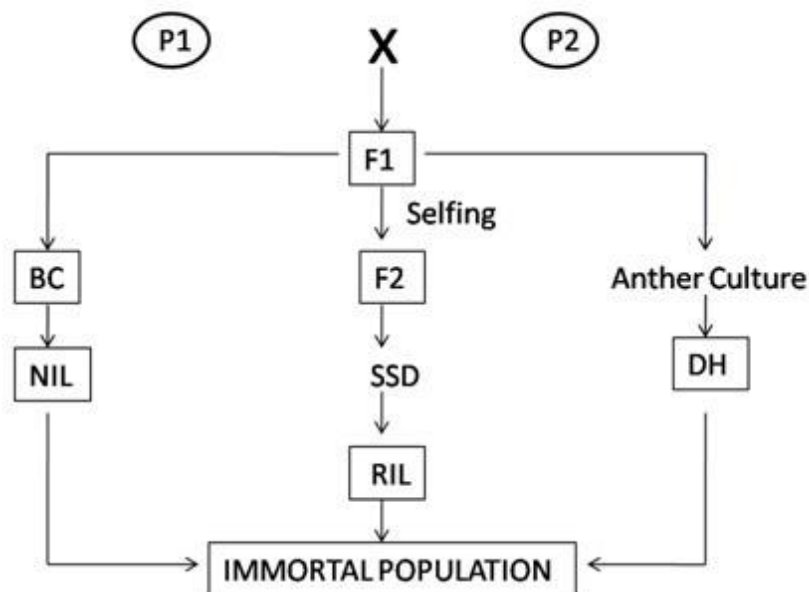 P1 X P2
F1
Selfing
BC F2 Anther Culture
NIL SSD DH
RIL
IMMORTAL POPULATION